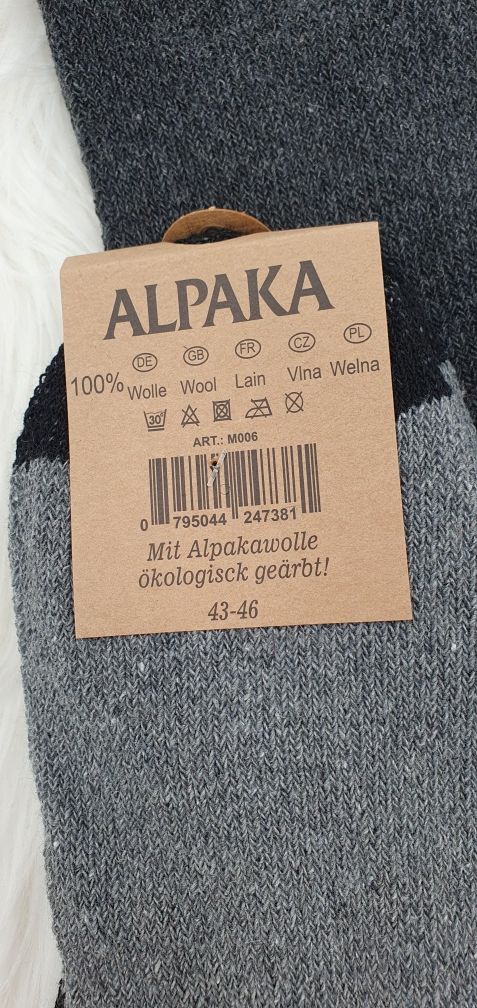 ALPAKA
DE GB FR CZ PL
100% Wolle Wool Lain Vlna Welna
30°
ART.: M006
0 795044 247381
Mit Alpakawolle
ökologisck geärbt!
43-46